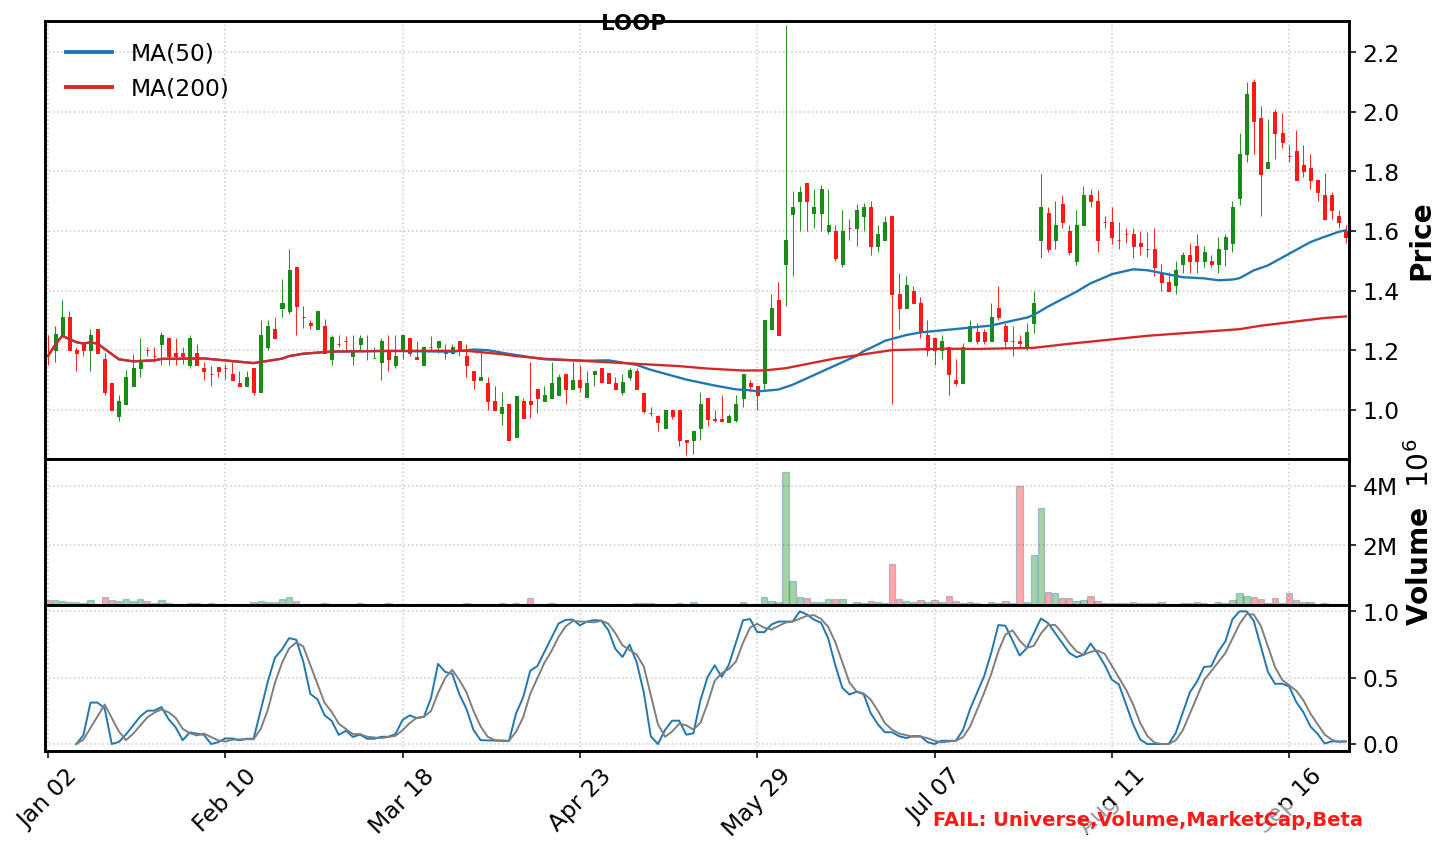 LOOP
MA(50)
MA(200)
2.2
2.0
1.8
1.6
1.4
1.2
1.0
Price
4M
2M
Volume 10^6
1.0
0.5
0.0
Jan 02
Feb 10
Mar 18
Apr 23
May 29
Jul 07
Aug 11
Sep 16
FAIL: Universe,Volume,MarketCap,Beta